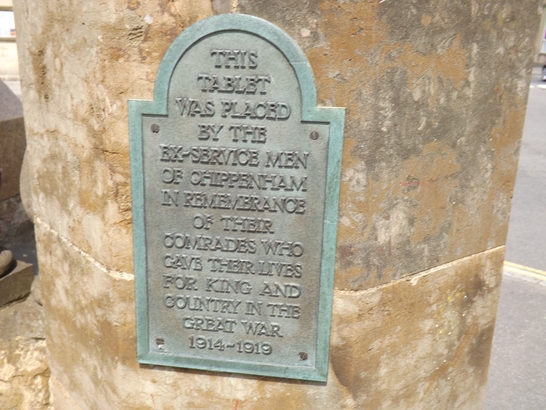 THIS
TABLET
WAS PLACED
BY THE
EX-SERVICE MEN
OF CHIPPENHAM
IN REMEMBRANCE
OF THEIR
COMRADES WHO
GAVE THEIR LIVES
FOR KING AND
COUNTRY IN THE
GREAT WAR
1914-1919